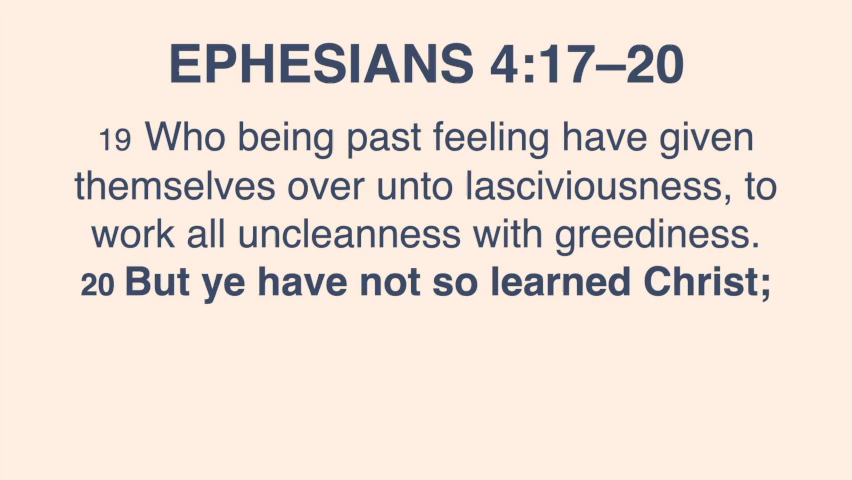 EPHESIANS 4:17–20
19 Who being past feeling have given
themselves over unto lasciviousness, to
work all uncleanness with greediness.
20 But ye have not so learned Christ;